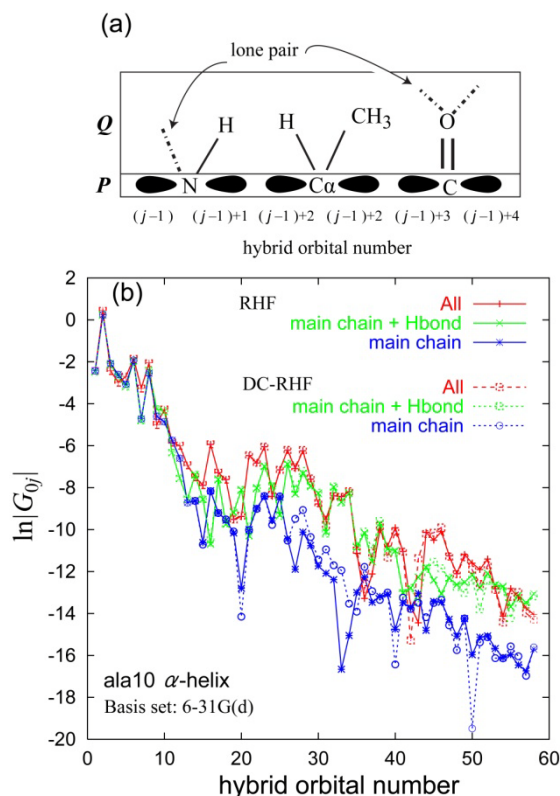 (a)
lone pair
Q
H
H
CH3
O
P
N
Cα
C
(j−1) (j−1)+1 (j−1)+2 (j−1)+2 (j−1)+3 (j−1)+4
hybrid orbital number
(b)
RHF
All
main chain + Hbond
main chain
DC-RHF
All
main chain + Hbond
main chain
ln|G0j|
2
0
-2
-4
-6
-8
-10
-12
-14
-16
-18
-20
ala10 α-helix
Basis set: 6-31G(d)
0 10 20 30 40 50 60
hybrid orbital number